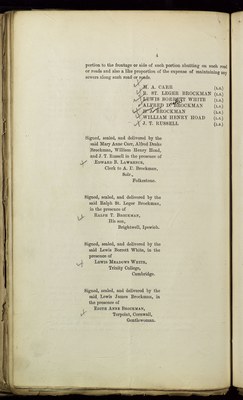 4
portion to the frontage or side of such portion abutting on such road
or roads and also a like proportion of the expense of maintaining any
sewers along such road or roads.
M. A. CARR (L.S.)
R. ST. LEGER BROCKMAN (L.S.)
LEWIS BORRETT WHITE (L.S.)
ALFRED D. BROCKMAN (L.S.)
BROCKMAN (L.S.)
WILLIAM HENRY HOAD (L.S.)
J. T. RUSSELL (L.S.)
Signed, sealed, and delivered by the
said Mary Anne Carr, Alfred Drake
Brockman, William Henry Hoad,
and J. T. Russell in the presence of
EDWARD R. LAWRENCE,
Clerk to A. U. Brockman,
Solr.,
Folkestone.
Signed, sealed, and delivered by the
said Ralph St. Leger Brockman,
in the presence of
RALPH T. BROCKMAN,
His son,
Brightwell, Ipswich.
Signed, sealed, and delivered by the
said Lewis Borrett White, in the
presence of
LEWIS MEADOWS WHITE,
Trinity College,
Cambridge.
Signed, sealed, and delivered by the
said, Lewis James Brockman, in
the presence of
EDITH ANNE BROCKMAN,
Torpoint, Cornwall,
Gentlewoman.